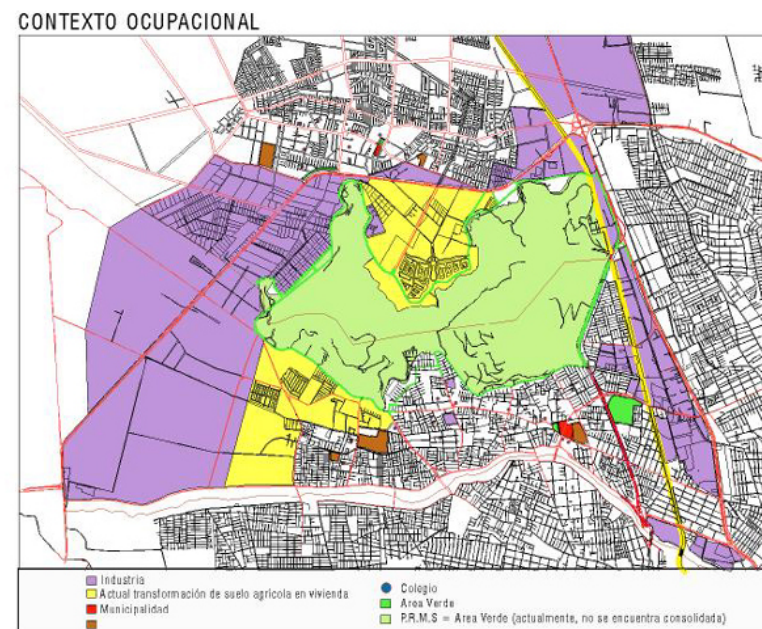 CONTEXTO OCUPACIONAL
Industria
Actual transformación de suelo agrícola en vivienda
Municipalidad
Colegio
Area Verde
P.R.M.S = Area Verde (actualmente, no se encuentra consolidada)